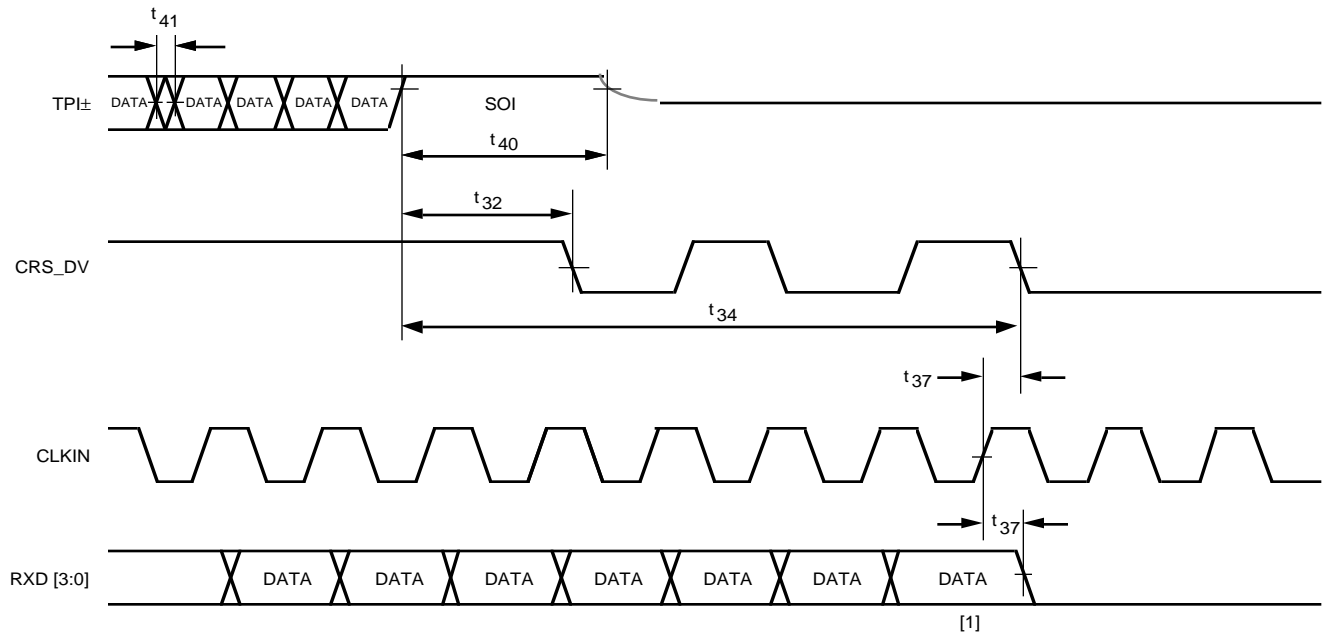 t41
TPI±
DATA DATA DATA DATA DATA SOI
t40
t32
CRS_DV
t34
t37
CLKIN
t37
RXD [3:0]
DATA DATA DATA DATA DATA DATA DATA
[1]